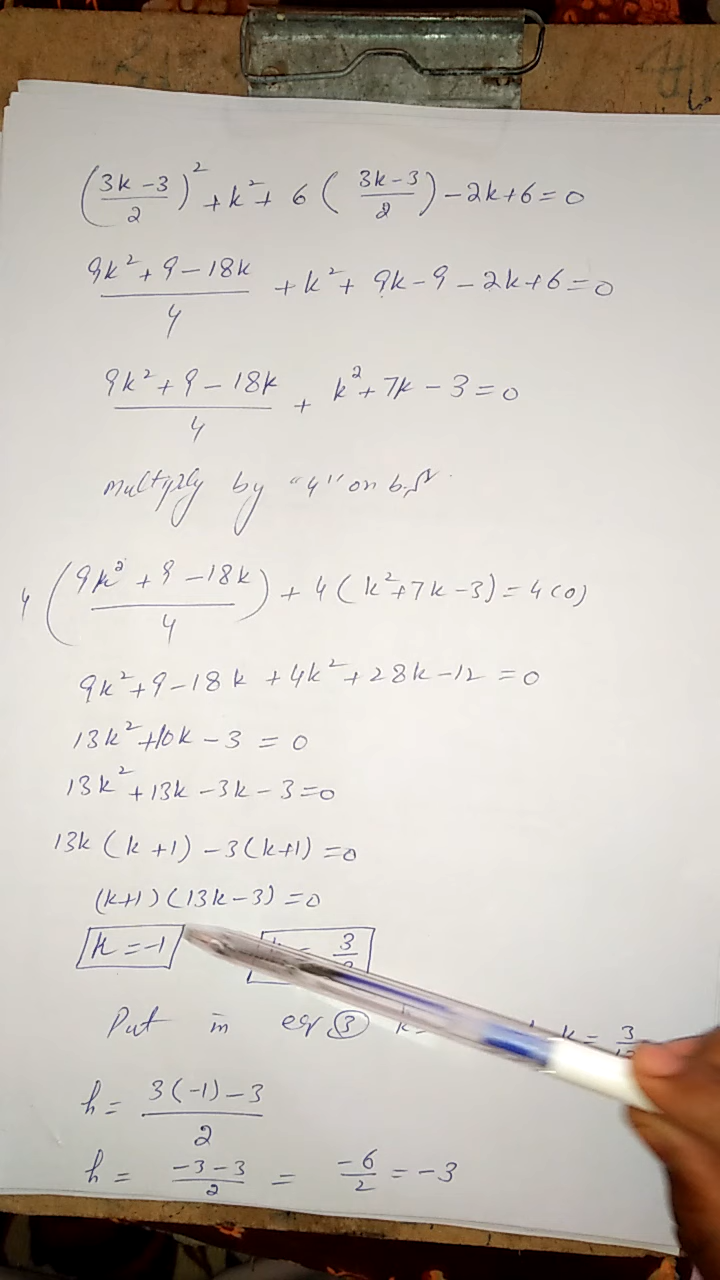 ((3k-3)/2)² + k² + 6((3k-3)/2) - 2k + 6 = 0
(9k² + 9 - 18k)/4 + k² + 9k - 9 - 2k + 6 = 0
(9k² + 9 - 18k)/4 + k² + 7k - 3 = 0
multiply by "4" on b.s
4((9k² + 9 - 18k)/4) + 4(k² + 7k - 3) = 4(0)
9k² + 9 - 18k + 4k² + 28k - 12 = 0
13k² + 10k - 3 = 0
13k² + 13k - 3k - 3 = 0
13k(k + 1) - 3(k + 1) = 0
(k+1)(13k - 3) = 0
k = -1 3
Put in eq ③ k = k = 3
h = (3(-1) - 3)/2
h = (-3-3)/2 = -6/2 = -3